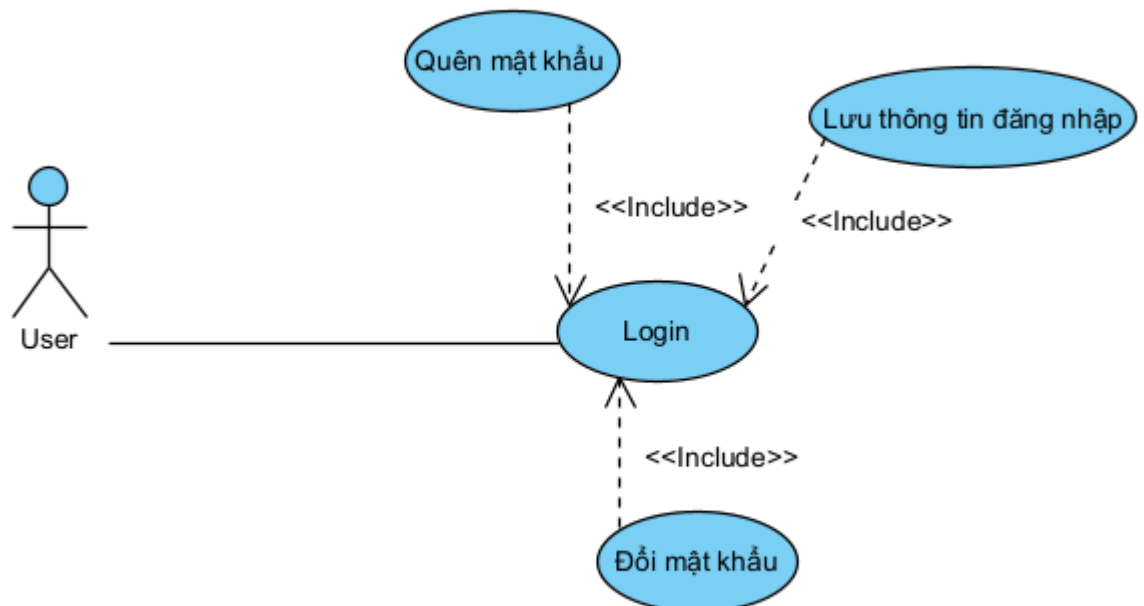 Quên mật khẩu
Lưu thông tin đăng nhập
<<Include>>
<<Include>>
User
Login
<<Include>>
Đổi mật khẩu